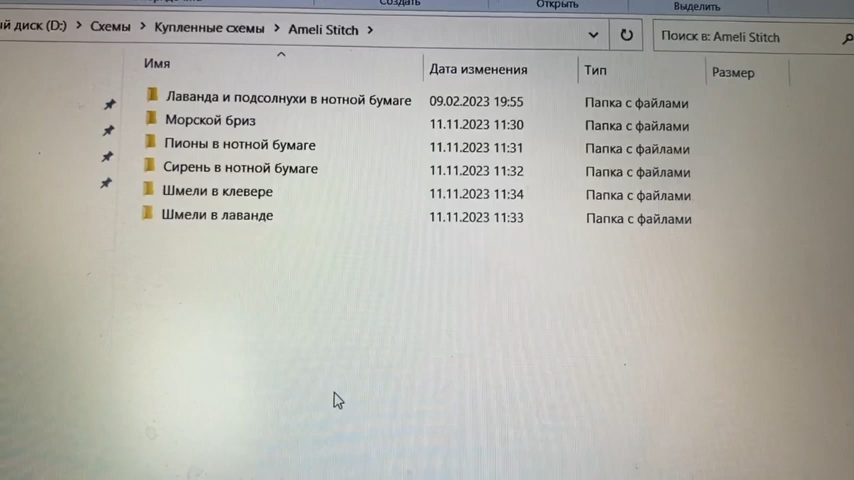 Создать
Открыть
Выделить
ый диск (D:) > Схемы > Купленные схемы > Ameli Stitch >
Поиск в: Ameli Stitch
Имя Дата изменения Тип Размер
Лаванда и подсолнухи в нотной бумаге 09.02.2023 19:55 Папка с файлами
Морской бриз 11.11.2023 11:30 Папка с файлами
Пионы в нотной бумаге 11.11.2023 11:31 Папка с файлами
Сирень в нотной бумаге 11.11.2023 11:32 Папка с файлами
Шмели в клевере 11.11.2023 11:34 Папка с файлами
Шмели в лаванде 11.11.2023 11:33 Папка с файлами